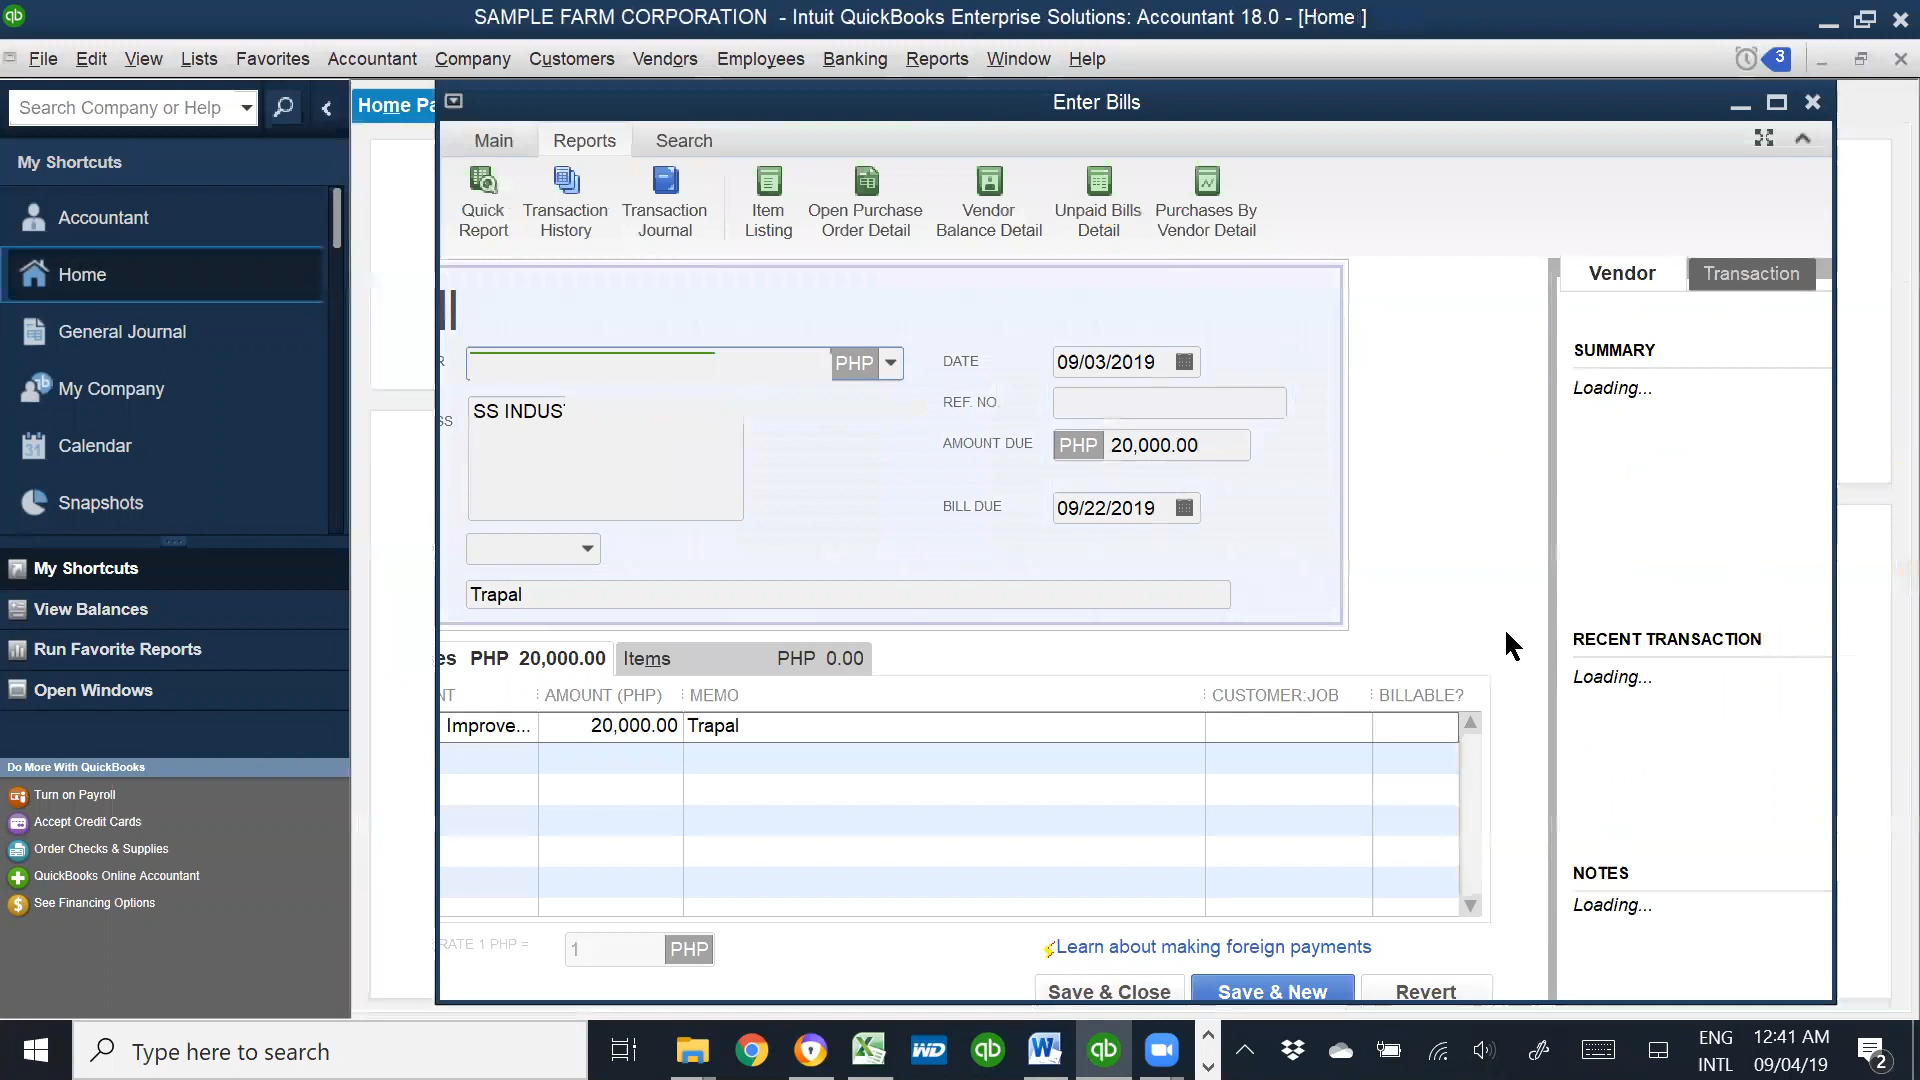 SAMPLE FARM CORPORATION - Intuit QuickBooks Enterprise Solutions: Accountant 18.0 - [Home ]
File Edit View Lists Favorites Accountant Company Customers Vendors Employees Banking Reports Window Help
3
Search Company or Help
Home Pa
Enter Bills
Main Reports Search
My Shortcuts
Accountant
Home
General Journal
My Company
Calendar
Snapshots
My Shortcuts
View Balances
Run Favorite Reports
Open Windows
Do More With QuickBooks
Turn on Payroll
Accept Credit Cards
Order Checks & Supplies
QuickBooks Online Accountant
See Financing Options
Quick Report
Transaction History
Transaction Journal
Item Listing
Open Purchase Order Detail
Vendor Balance Detail
Unpaid Bills Detail
Purchases By Vendor Detail
R PHP
DATE 09/03/2019
SS
SS INDUS
REF. NO.
AMOUNT DUE PHP 20,000.00
BILL DUE 09/22/2019
Trapal
es PHP 20,000.00 Items PHP 0.00
NT AMOUNT (PHP) MEMO CUSTOMER:JOB BILLABLE?
Improve... 20,000.00 Trapal
RATE 1 PHP = 1 PHP
Learn about making foreign payments
Save & Close Save & New Revert
Vendor Transaction
SUMMARY
Loading...
RECENT TRANSACTION
Loading...
NOTES
Loading...
Type here to search
ENG
INTL
12:41 AM
09/04/19
2